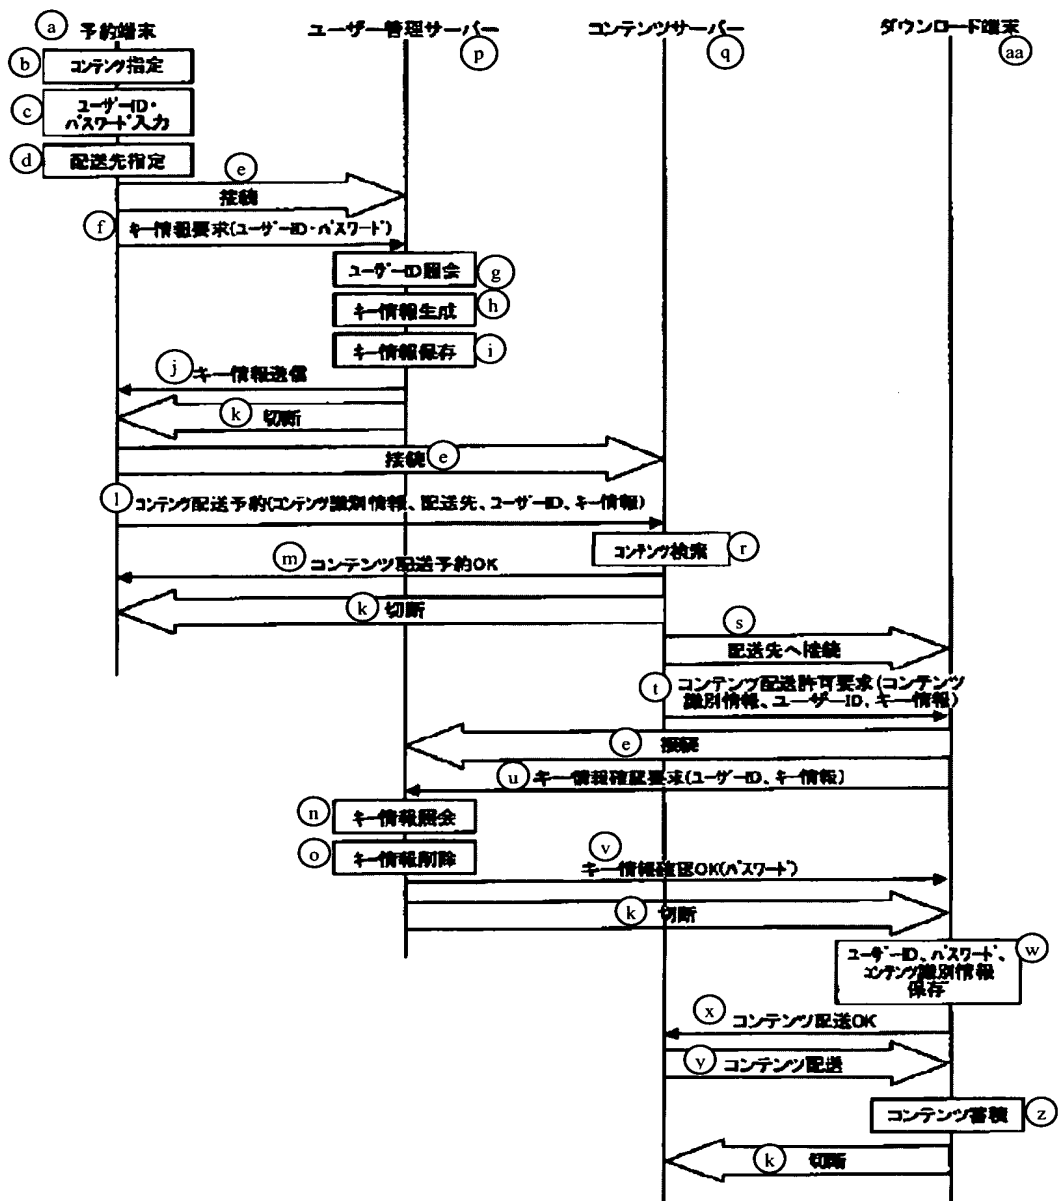 a 予約端末
ユーザー管理サーバー
p
コンテンツサーバー
q
ダウンロード端末
aa
b コンテンツ指定
c ユーザーID・
パスワード入力
d 配送先指定
e
接続
f キー情報要求(ユーザーID・パスワード)
ユーザーID照会 g
キー情報生成 h
キー情報保存 i
j キー情報送信
k 切断
接続 e
l コンテンツ配送予約(コンテンツ識別情報、配送先、ユーザーID、キー情報)
コンテンツ検索 r
m コンテンツ配送予約OK
k 切断
s
配送先へ接続
t コンテンツ配送許可要求(コンテンツ
識別情報、ユーザーID、キー情報)
e 接続
u キー情報確認要求(ユーザーID、キー情報)
n キー情報照会
o キー情報削除
v
キー情報確認OK(パスワード)
k 切断
ユーザーID、パスワード、 w
コンテンツ識別情報
保存
x コンテンツ配送OK
y コンテンツ配送
コンテンツ蓄積 z
k 切断